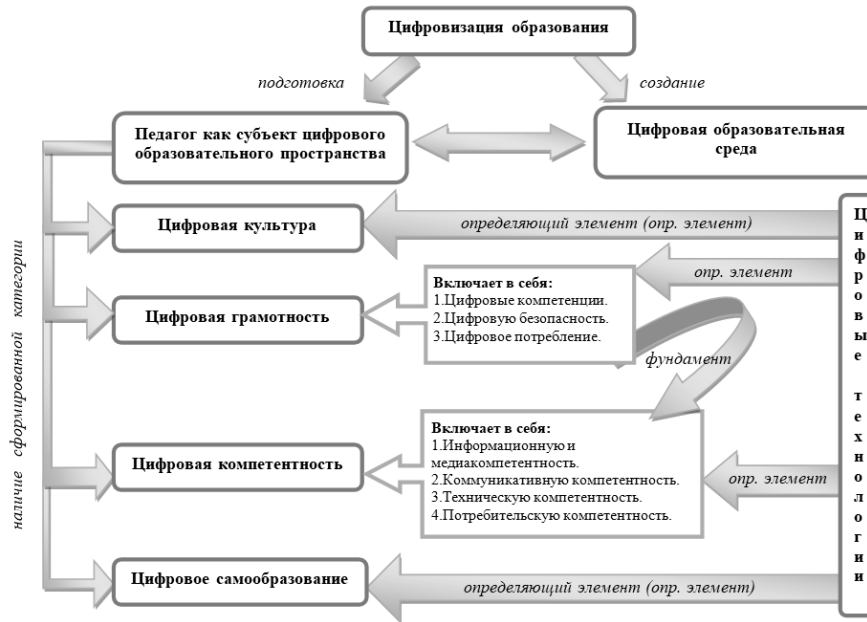 Цифровизация образования
подготовка
создание
Педагог как субъект цифрового
образовательного пространства
Цифровая образовательная
среда
наличие сформированной категории
Цифровая культура
определяющий элемент (опр. элемент)
Цифровые технологии
опр. элемент
Включает в себя:
1.Цифровые компетенции.
2.Цифровую безопасность.
3.Цифровое потребление.
Цифровая грамотность
фундамент
Включает в себя:
1.Информационную и
медиакомпетентность.
2.Коммуникативную компетентность.
3.Техническую компетентность.
4.Потребительскую компетентность.
Цифровая компетентность
опр. элемент
Цифровое самообразование
определяющий элемент (опр. элемент)